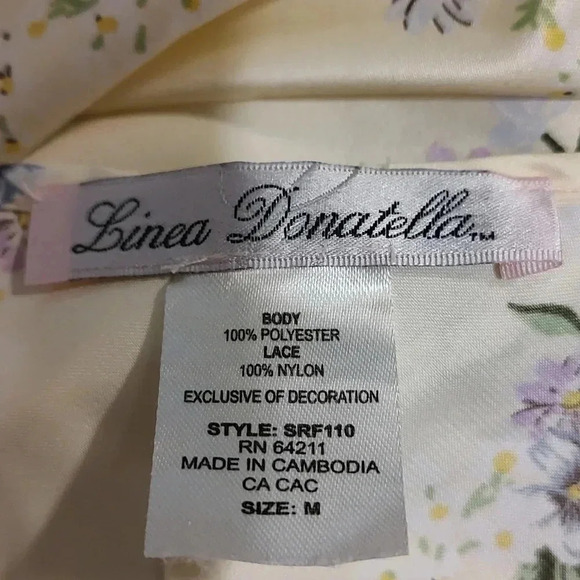 Linea Donatella™
BODY
100% POLYESTER
LACE
100% NYLON
EXCLUSIVE OF DECORATION
STYLE: SRF110
RN 64211
MADE IN CAMBODIA
CA CAC
SIZE: M